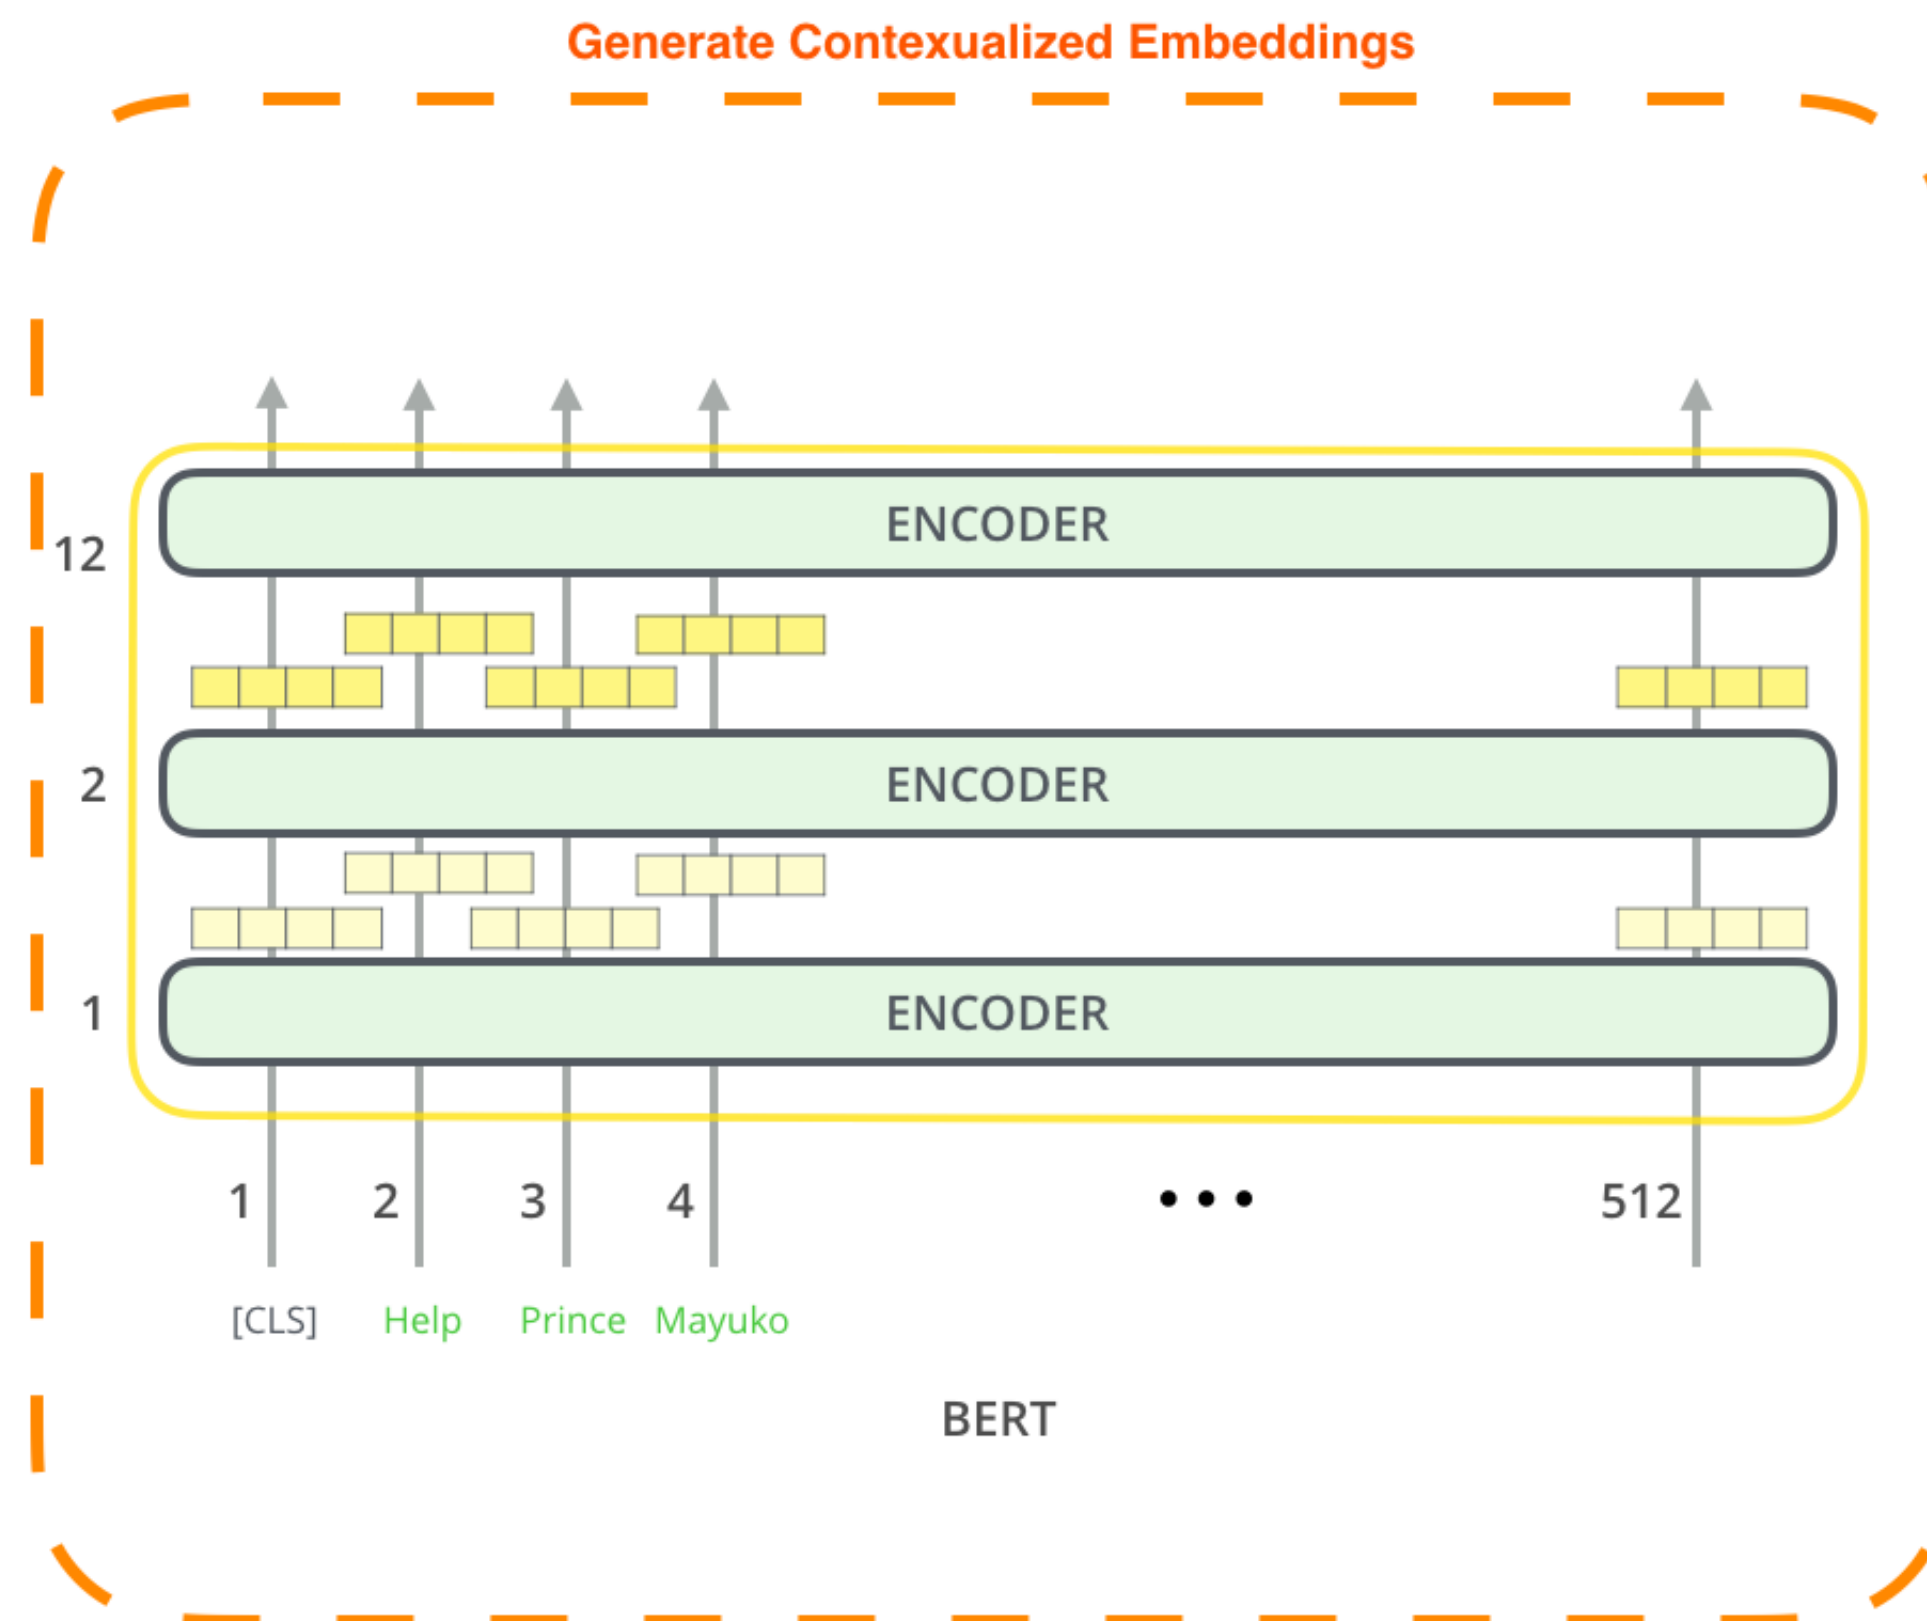 Generate Contexualized Embeddings
12
ENCODER
2
ENCODER
1
ENCODER
1 2 3 4 ••• 512
[CLS] Help Prince Mayuko
BERT